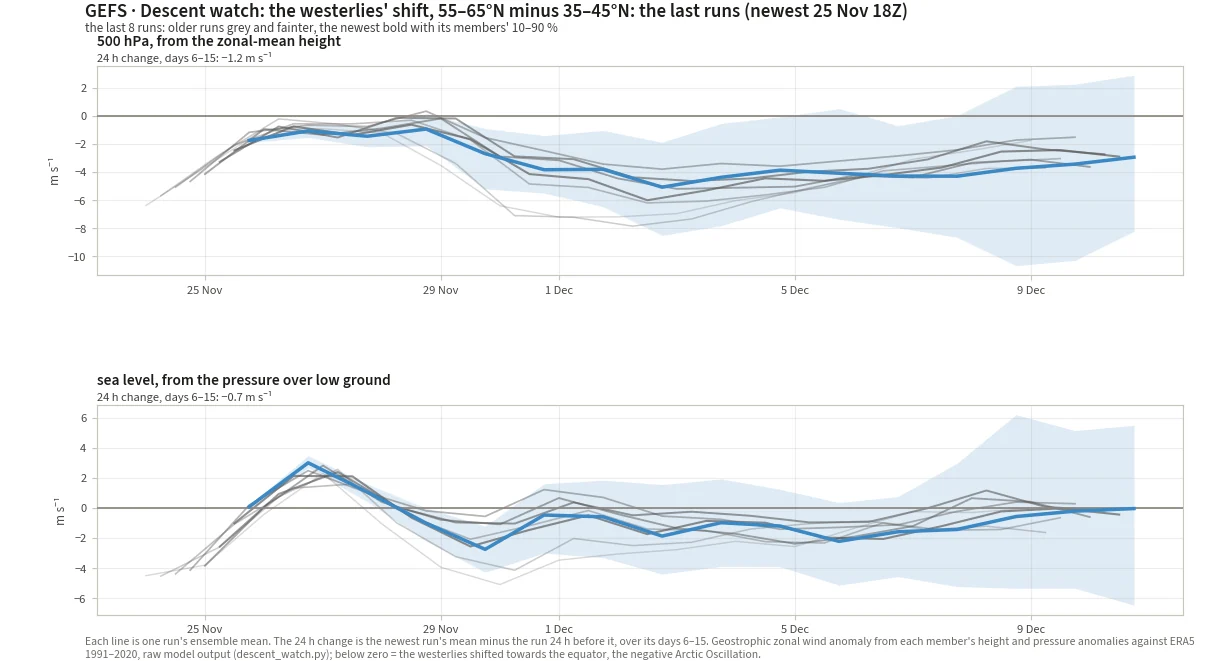 GEFS · Descent watch: the westerlies' shift, 55–65°N minus 35–45°N: the last runs (newest 25 Nov 18Z)
the last 8 runs: older runs grey and fainter, the newest bold with its members' 10–90 %
500 hPa, from the zonal-mean height
24 h change, days 6–15: −1.2 m s⁻¹
2
0
−2
−4
−6
−8
−10
m s⁻¹
25 Nov
29 Nov
1 Dec
5 Dec
9 Dec
sea level, from the pressure over low ground
24 h change, days 6–15: −0.7 m s⁻¹
6
4
2
0
−2
−4
−6
m s⁻¹
25 Nov
29 Nov
1 Dec
5 Dec
9 Dec
Each line is one run's ensemble mean. The 24 h change is the newest run's mean minus the run 24 h before it, over its days 6–15. Geostrophic zonal wind anomaly from each member's height and pressure anomalies against ERA5
1991–2020, raw model output (descent_watch.py); below zero = the westerlies shifted towards the equator, the negative Arctic Oscillation.